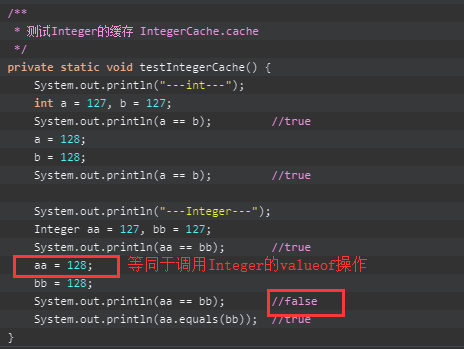 /**
 * 测试Integer的缓存 IntegerCache.cache
 */
private static void testIntegerCache() {
    System.out.println("---int---");
    int a = 127, b = 127;
    System.out.println(a == b);          //true
    a = 128;
    b = 128;
    System.out.println(a == b);          //true

    System.out.println("---Integer---");
    Integer aa = 127, bb = 127;
    System.out.println(aa == bb);        //true
    aa = 128; 等同于调用Integer的valueof操作
    bb = 128;
    System.out.println(aa == bb);        //false
    System.out.println(aa.equals(bb));   //true
}